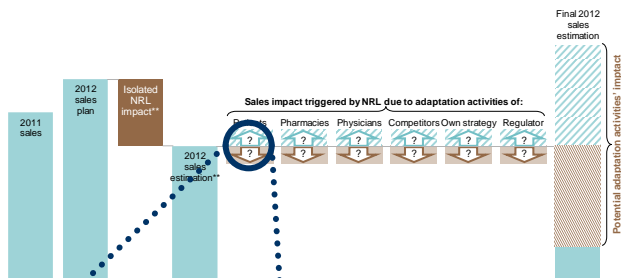 Final 2012
sales
estimation
2012
sales
plan
Isolated
NRL
impact**
2011
sales
Sales impact triggered by NRL due to adaptation activities of:
Pharmacies
Physicians
Competitors
Own strategy
Regulator
? ? ? ? ? ?
? ? ? ? ? ?
2012
sales
estimation**
Potential adaptation activities' imptact